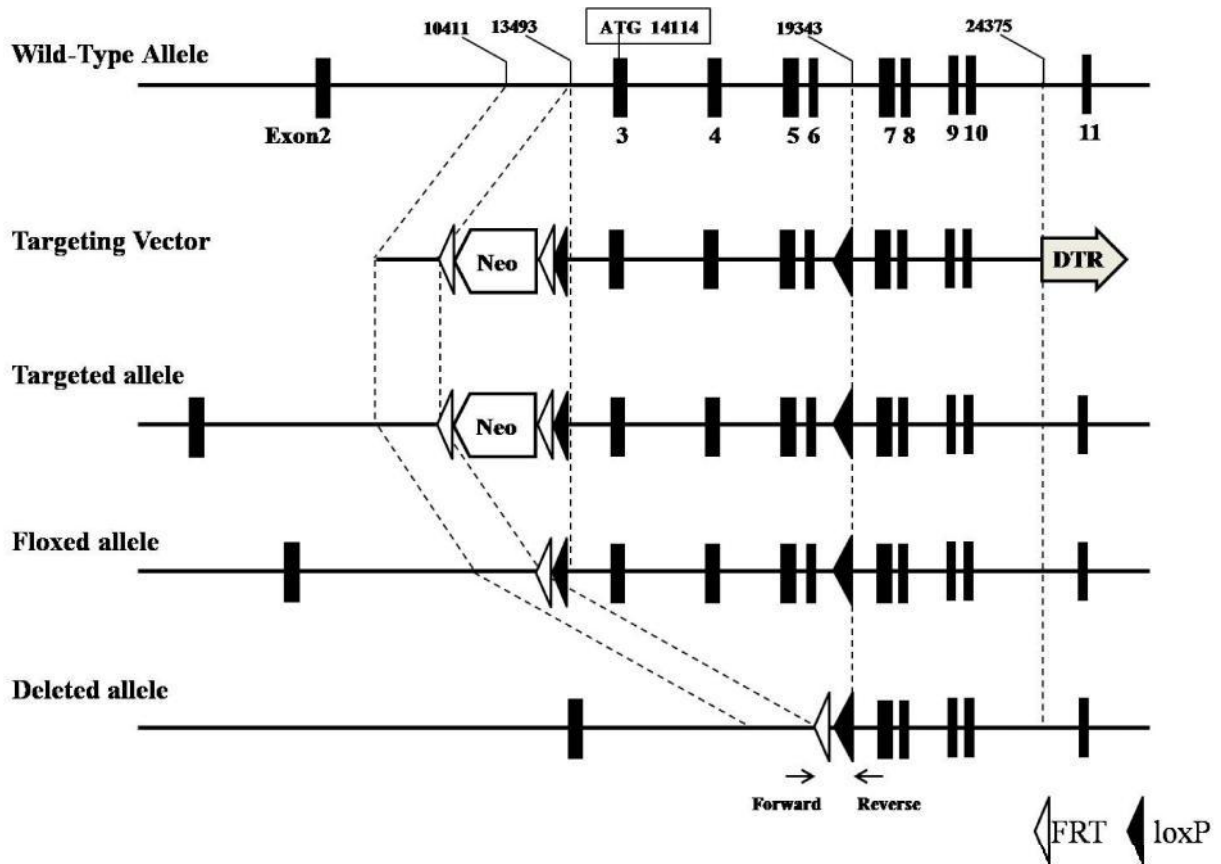 10411
13493
ATG 14114
19343
24375
Wild-Type Allele
Exon2
3
4
5
6
7
8
9
10
11
Targeting Vector
Neo
DTR
Targeted allele
Neo
Floxed allele
Deleted allele
Forward
Reverse
FRT
loxP